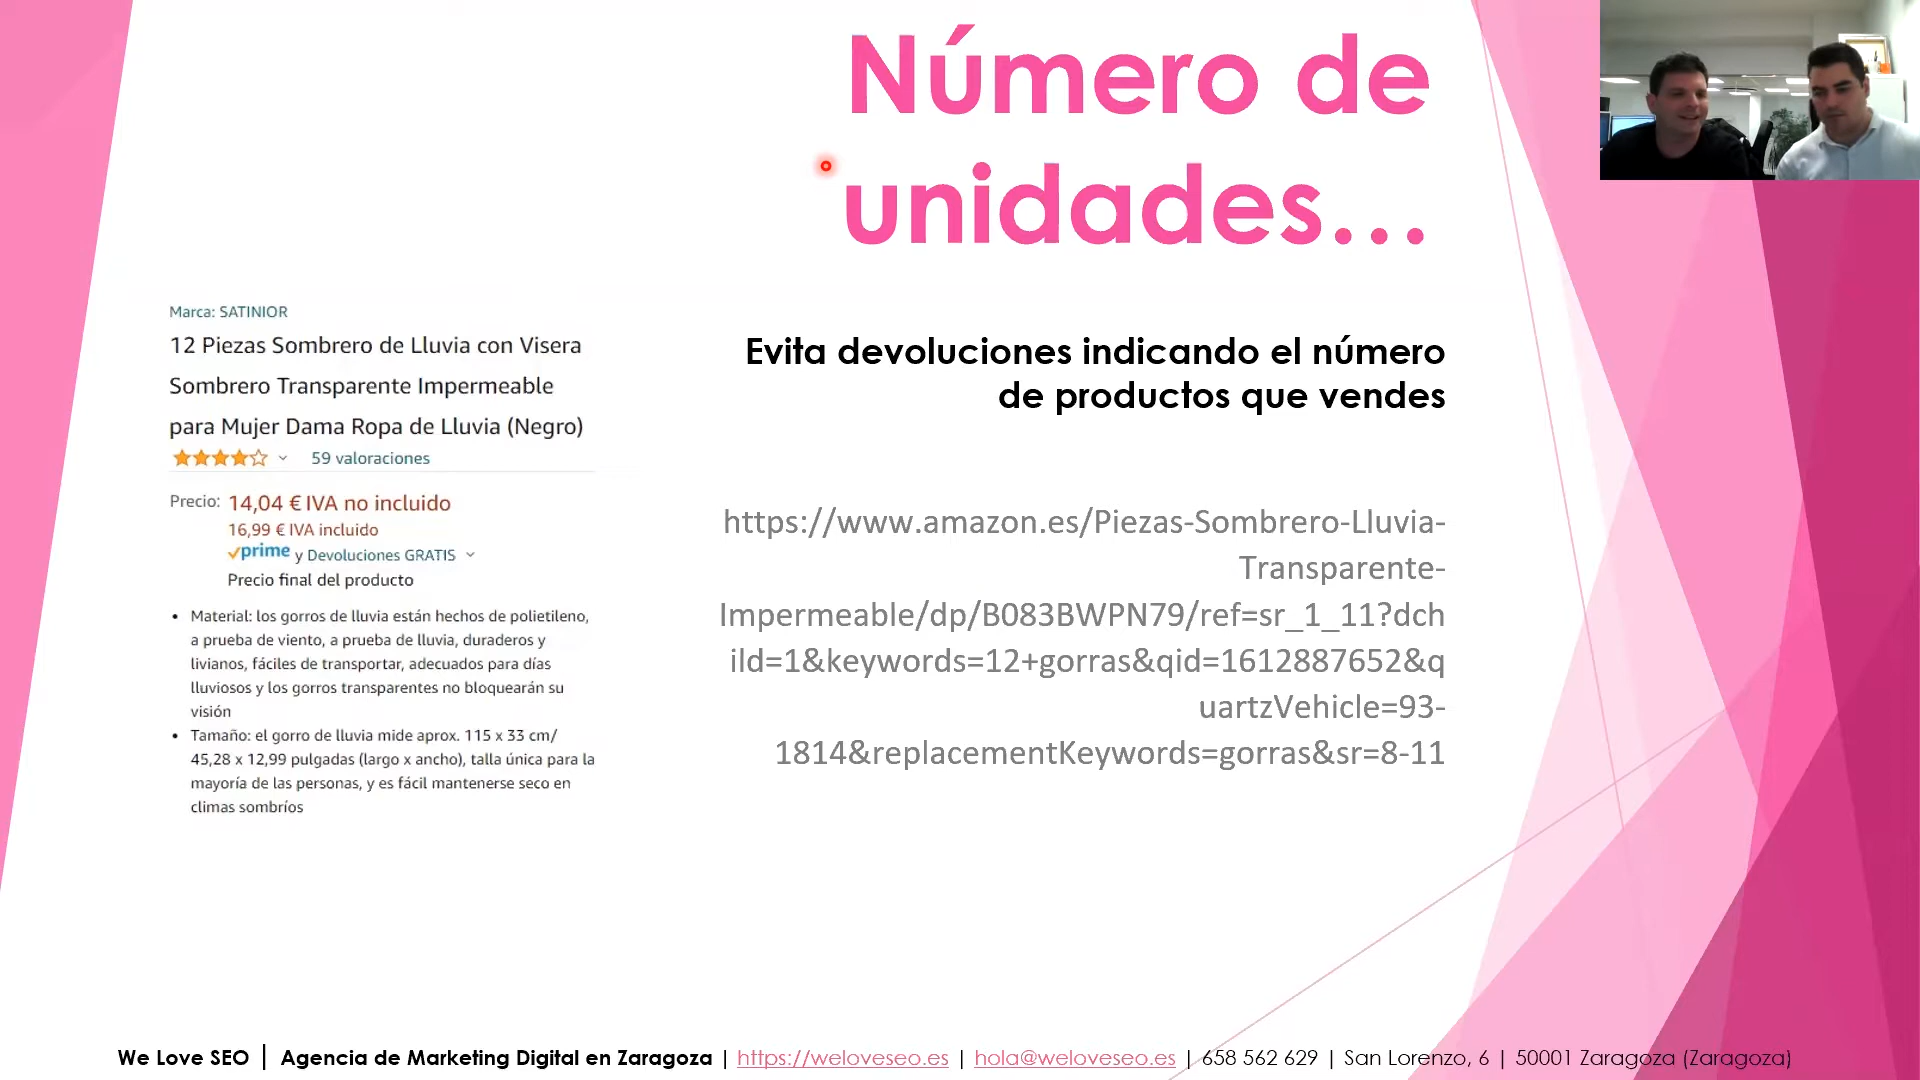 Número de
unidades...
Marca: SATINIOR
12 Piezas Sombrero de Lluvia con Visera
Sombrero Transparente Impermeable
para Mujer Dama Ropa de Lluvia (Negro)
59 valoraciones
Precio: 14,04 € IVA no incluido
16,99 € IVA incluido
prime y Devoluciones GRATIS
Precio final del producto
• Material: los gorros de lluvia están hechos de polietileno,
a prueba de viento, a prueba de lluvia, duraderos y
livianos, fáciles de transportar, adecuados para días
lluviosos y los gorros transparentes no bloquearán su
visión
• Tamaño: el gorro de lluvia mide aprox. 115 x 33 cm/
45,28 x 12,99 pulgadas (largo x ancho), talla única para la
mayoría de las personas, y es fácil mantenerse seco en
climas sombríos
Evita devoluciones indicando el número
de productos que vendes
https://www.amazon.es/Piezas-Sombrero-Lluvia-
Transparente-
Impermeable/dp/B083BWPN79/ref=sr_1_11?dch
ild=1&keywords=12+gorras&qid=1612887652&q
uartzVehicle=93-
1814&replacementKeywords=gorras&sr=8-11
We Love SEO | Agencia de Marketing Digital en Zaragoza | https://weloveseo.es | hola@weloveseo.es | 658 562 629 | San Lorenzo, 6 | 50001 Zaragoza (Zaragoza)